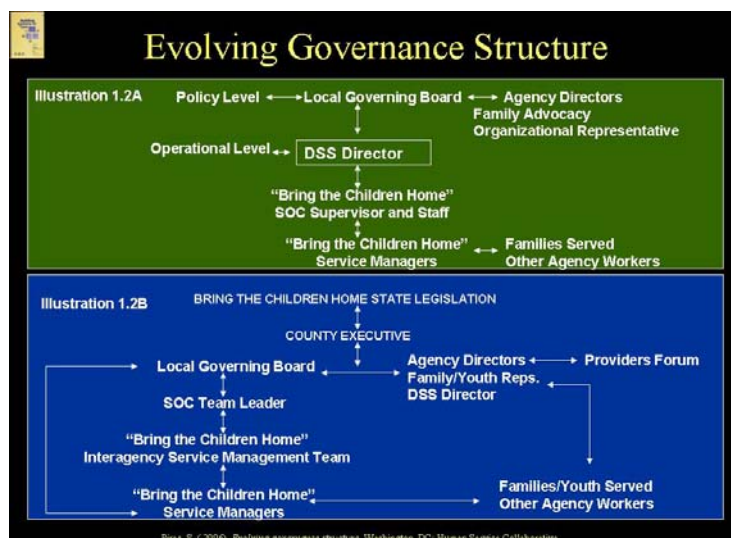 Evolving Governance Structure
Illustration 1.2A
Policy Level
Local Governing Board
Agency Directors
Family Advocacy
Organizational Representative
Operational Level
DSS Director
“Bring the Children Home”
SOC Supervisor and Staff
“Bring the Children Home”
Service Managers
Families Served
Other Agency Workers
Illustration 1.2B
BRING THE CHILDREN HOME STATE LEGISLATION
COUNTY EXECUTIVE
Local Governing Board
Agency Directors
Family/Youth Reps.
DSS Director
Providers Forum
SOC Team Leader
“Bring the Children Home”
Interagency Service Management Team
“Bring the Children Home”
Service Managers
Families/Youth Served
Other Agency Workers